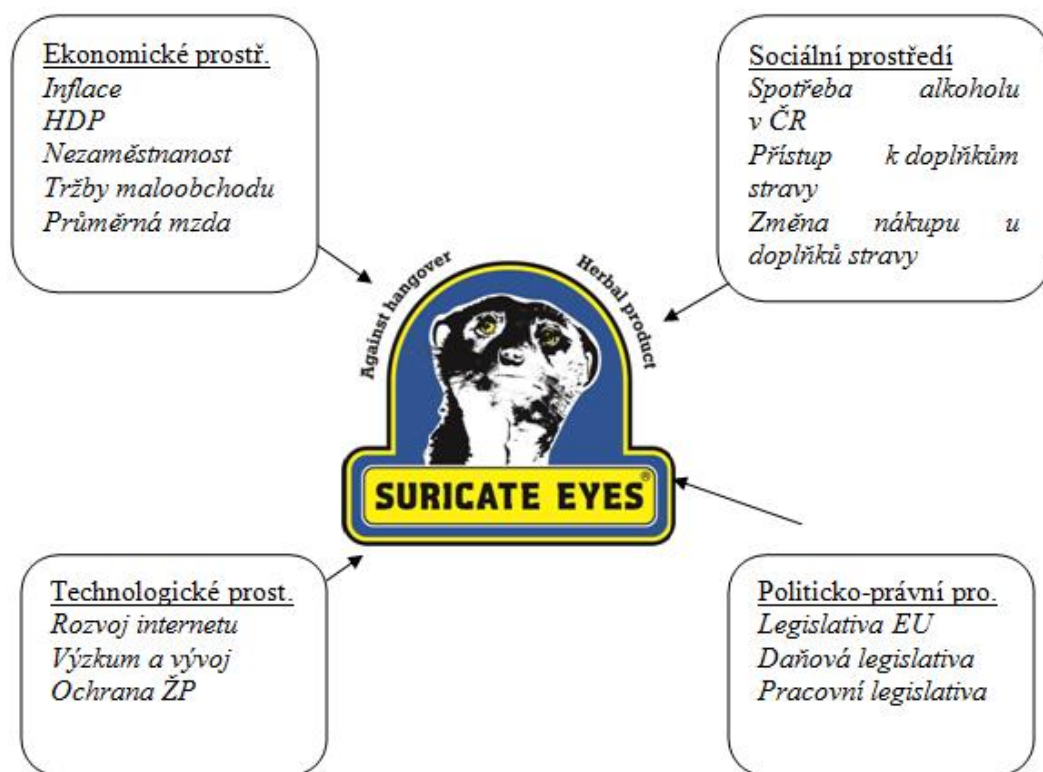 Ekonomické prostř.
Inflace
HDP
Nezaměstnanost
Tržby maloobchodu
Průměrná mzda
Sociální prostředí
Spotřeba alkoholu
v ČR
Přístup k doplňkům
stravy
Změna nákupu u
doplňků stravy
Against hangover
Herbal product
SURICATE EYES®
Technologické prost.
Rozvoj internetu
Výzkum a vývoj
Ochrana ŽP
Politicko-právní pro.
Legislativa EU
Daňová legislativa
Pracovní legislativa